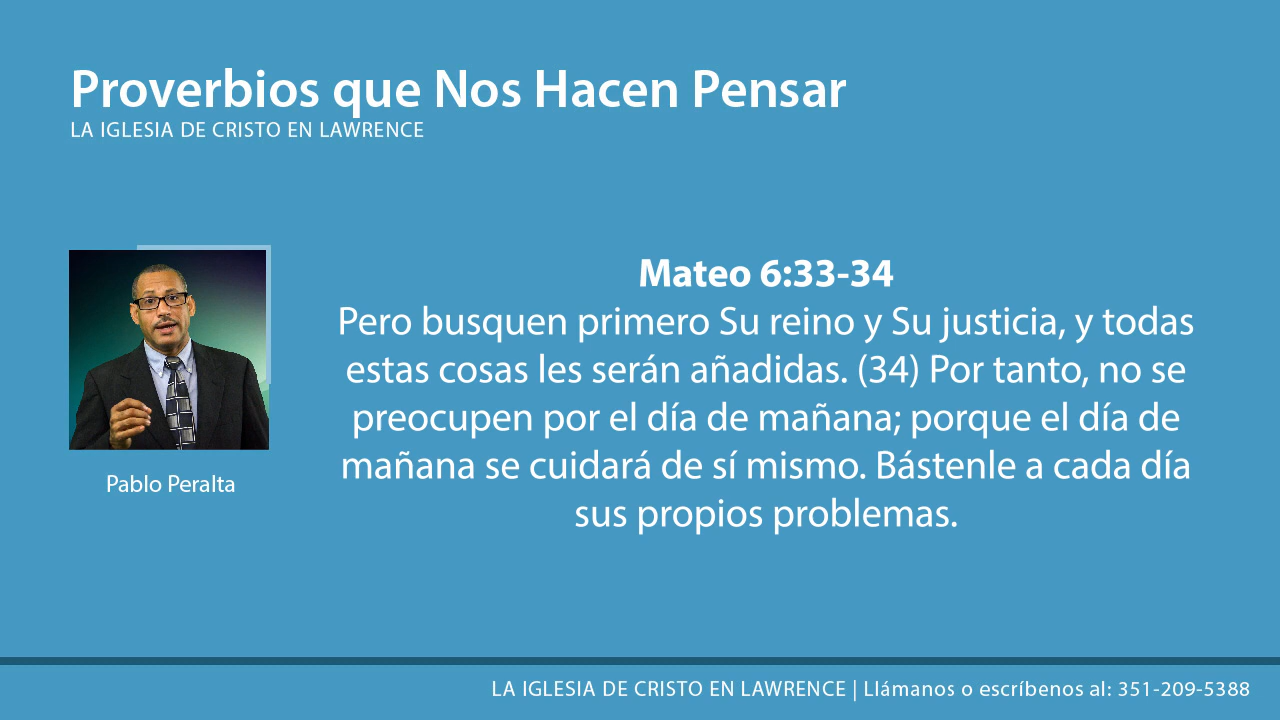 Proverbios que Nos Hacen Pensar
LA IGLESIA DE CRISTO EN LAWRENCE
Mateo 6:33-34
Pero busquen primero Su reino y Su justicia, y todas
estas cosas les serán añadidas. (34) Por tanto, no se
preocupen por el día de mañana; porque el día de
mañana se cuidará de sí mismo. Bástenle a cada día
sus propios problemas.
Pablo Peralta
LA IGLESIA DE CRISTO EN LAWRENCE | Llámanos o escríbenos al: 351-209-5388